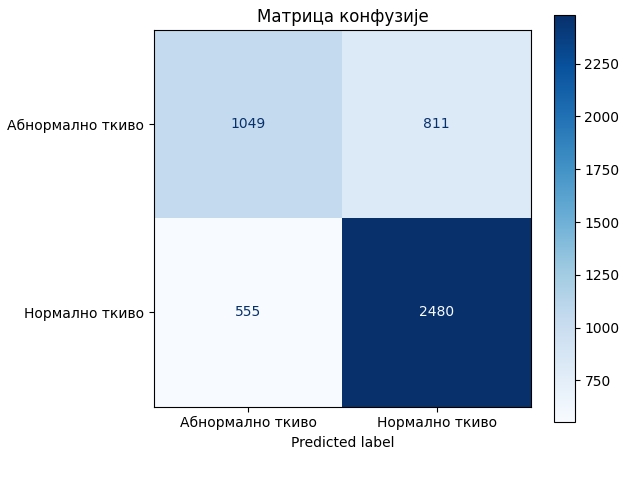 Матрица конфузије
Абнормално ткиво
1049
811
Нормално ткиво
555
2480
Абнормално ткиво
Нормално ткиво
Predicted label
2250
2000
1750
1500
1250
1000
750